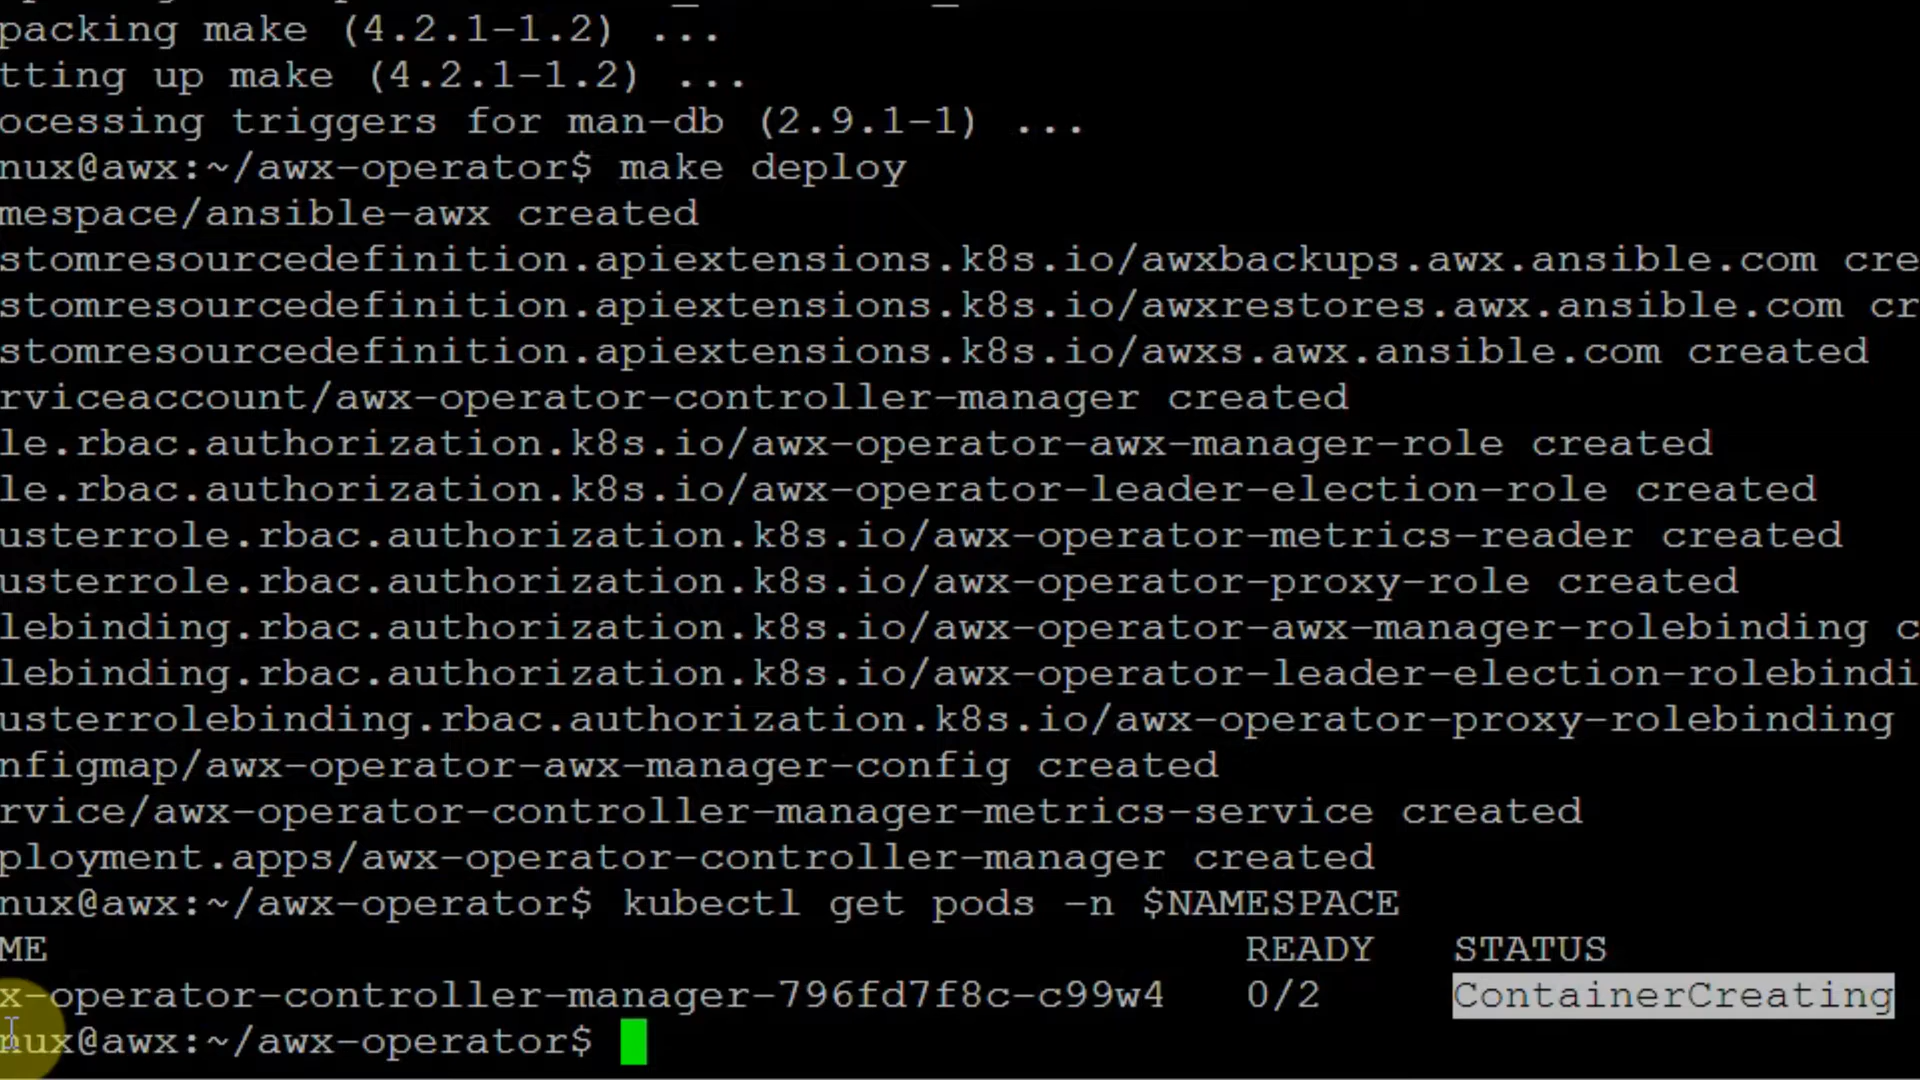 packing make (4.2.1-1.2) ...
tting up make (4.2.1-1.2) ...
ocessing triggers for man-db (2.9.1-1) ...
nux@awx:~/awx-operator$ make deploy
mespace/ansible-awx created
stomresourcedefinition.apiextensions.k8s.io/awxbackups.awx.ansible.com cre
stomresourcedefinition.apiextensions.k8s.io/awxrestores.awx.ansible.com cr
stomresourcedefinition.apiextensions.k8s.io/awxs.awx.ansible.com created
rviceaccount/awx-operator-controller-manager created
le.rbac.authorization.k8s.io/awx-operator-awx-manager-role created
le.rbac.authorization.k8s.io/awx-operator-leader-election-role created
usterrole.rbac.authorization.k8s.io/awx-operator-metrics-reader created
usterrole.rbac.authorization.k8s.io/awx-operator-proxy-role created
lebinding.rbac.authorization.k8s.io/awx-operator-awx-manager-rolebinding c
lebinding.rbac.authorization.k8s.io/awx-operator-leader-election-rolebindi
usterrolebinding.rbac.authorization.k8s.io/awx-operator-proxy-rolebinding
nfigmap/awx-operator-awx-manager-config created
rvice/awx-operator-controller-manager-metrics-service created
ployment.apps/awx-operator-controller-manager created
nux@awx:~/awx-operator$ kubectl get pods -n $NAMESPACE
ME READY STATUS
x-operator-controller-manager-796fd7f8c-c99w4 0/2 ContainerCreating
nux@awx:~/awx-operator$